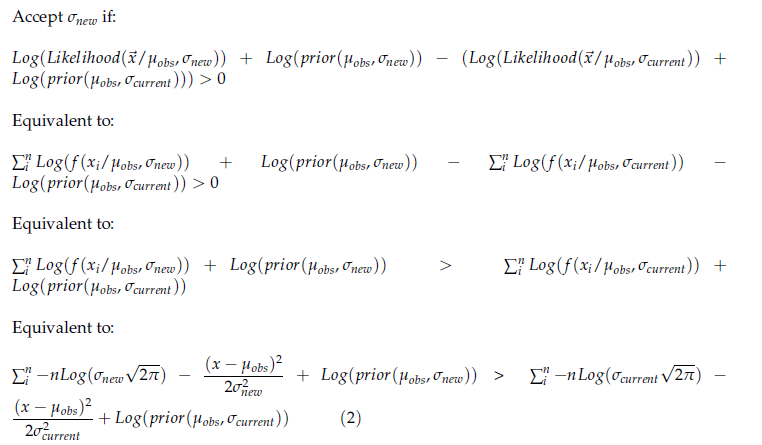 Accept σ_new if:
Log(Likelihood(x⃗/μ_obs, σ_new)) + Log(prior(μ_obs, σ_new)) − (Log(Likelihood(x⃗/μ_obs, σ_current)) +
Log(prior(μ_obs, σ_current))) > 0
Equivalent to:
∑_i^n Log(f(x_i/μ_obs, σ_new)) + Log(prior(μ_obs, σ_new)) − ∑_i^n Log(f(x_i/μ_obs, σ_current)) −
Log(prior(μ_obs, σ_current)) > 0
Equivalent to:
∑_i^n Log(f(x_i/μ_obs, σ_new)) + Log(prior(μ_obs, σ_new)) > ∑_i^n Log(f(x_i/μ_obs, σ_current)) +
Log(prior(μ_obs, σ_current))
Equivalent to:
∑_i^n −nLog(σ_new√(2π)) − (x − μ_obs)²/(2σ²_new) + Log(prior(μ_obs, σ_new)) > ∑_i^n −nLog(σ_current√(2π)) −
(x − μ_obs)²/(2σ²_current) + Log(prior(μ_obs, σ_current)) (2)